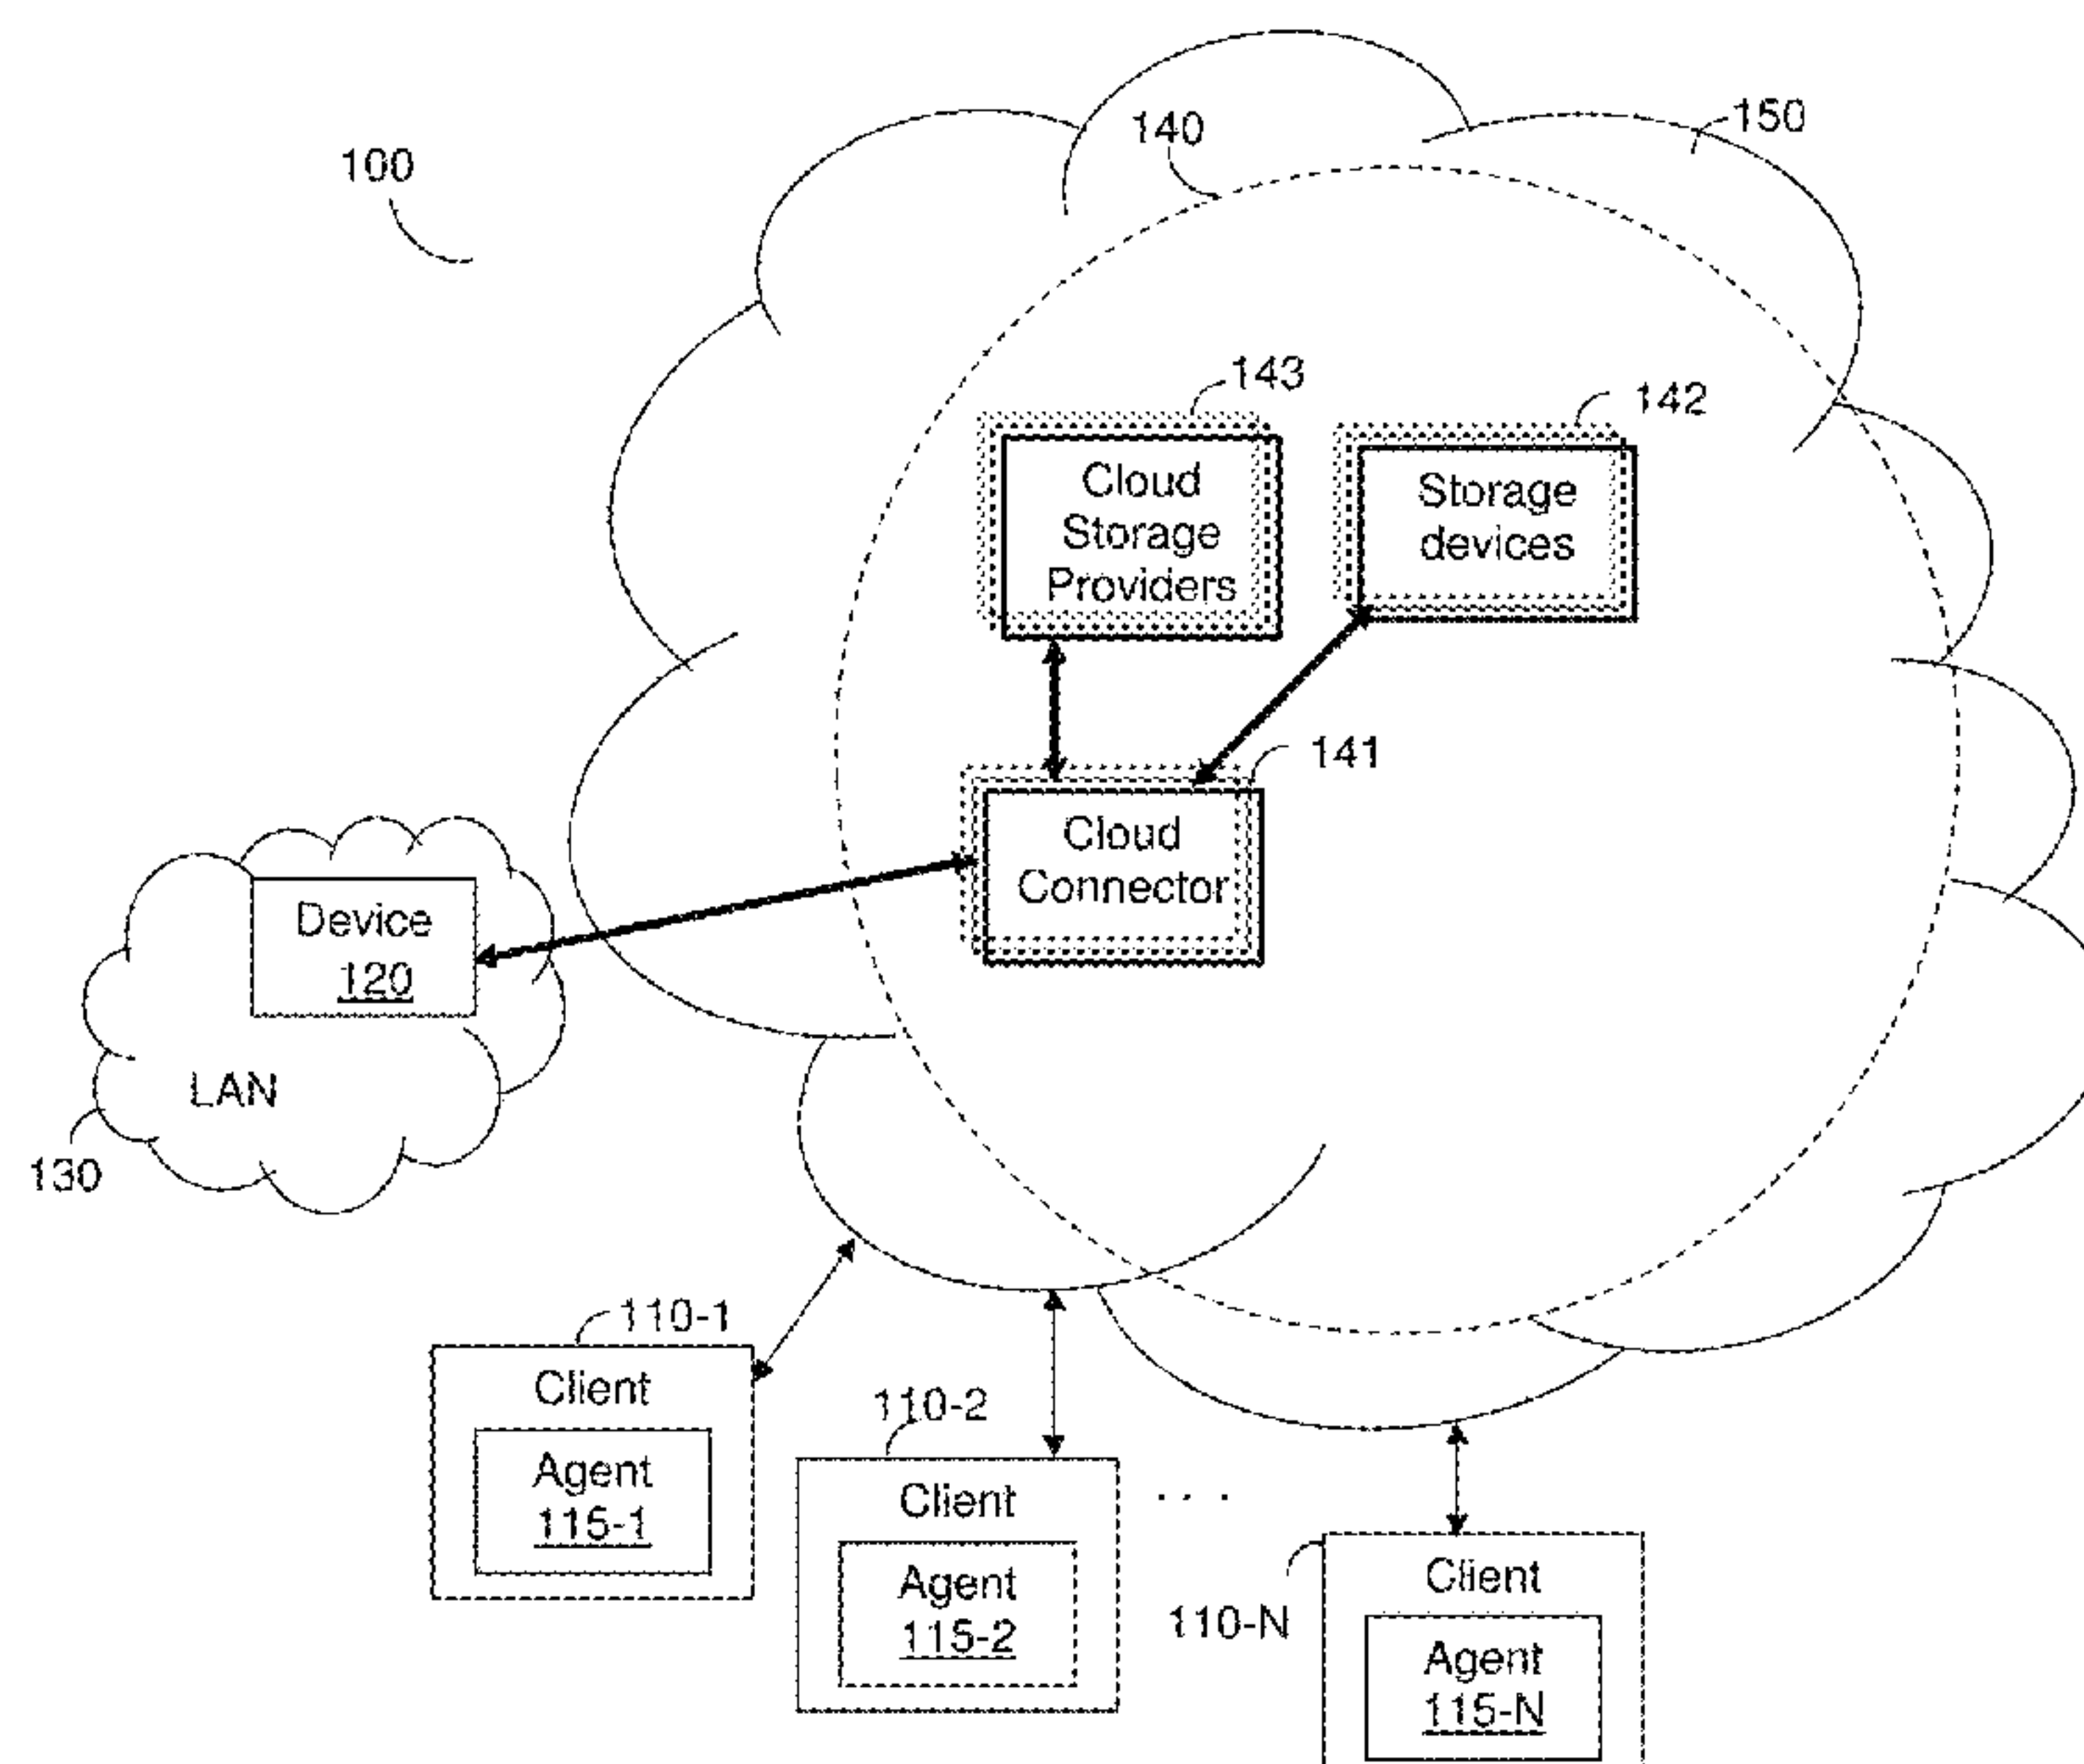 100
140
150
143
142
Cloud
Storage
Providers
Storage
devices
141
Cloud
Connector
Device
120
LAN
130
110-1
Client
Agent
115-1
110-2
Client
Agent
115-2
. . .
110-N
Client
Agent
115-N